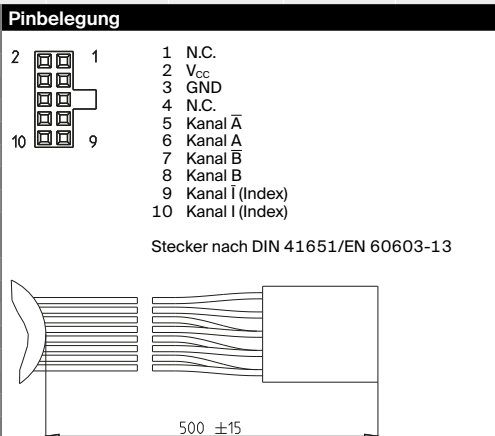 Pinbelegung
2 1
10 9
1 N.C.
2 V<sub>CC</sub>
3 GND
4 N.C.
5 Kanal A̅
6 Kanal A
7 Kanal B̅
8 Kanal B
9 Kanal I̅ (Index)
10 Kanal I (Index)
Stecker nach DIN 41651/EN 60603-13
500 ±15